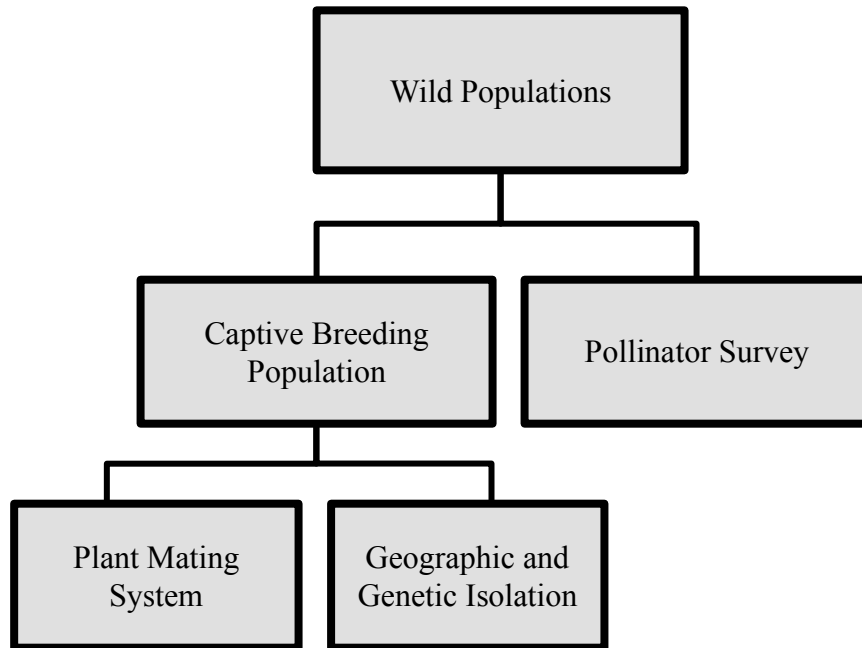 Wild Populations
Captive Breeding
Population
Pollinator Survey
Plant Mating
System
Geographic and
Genetic Isolation